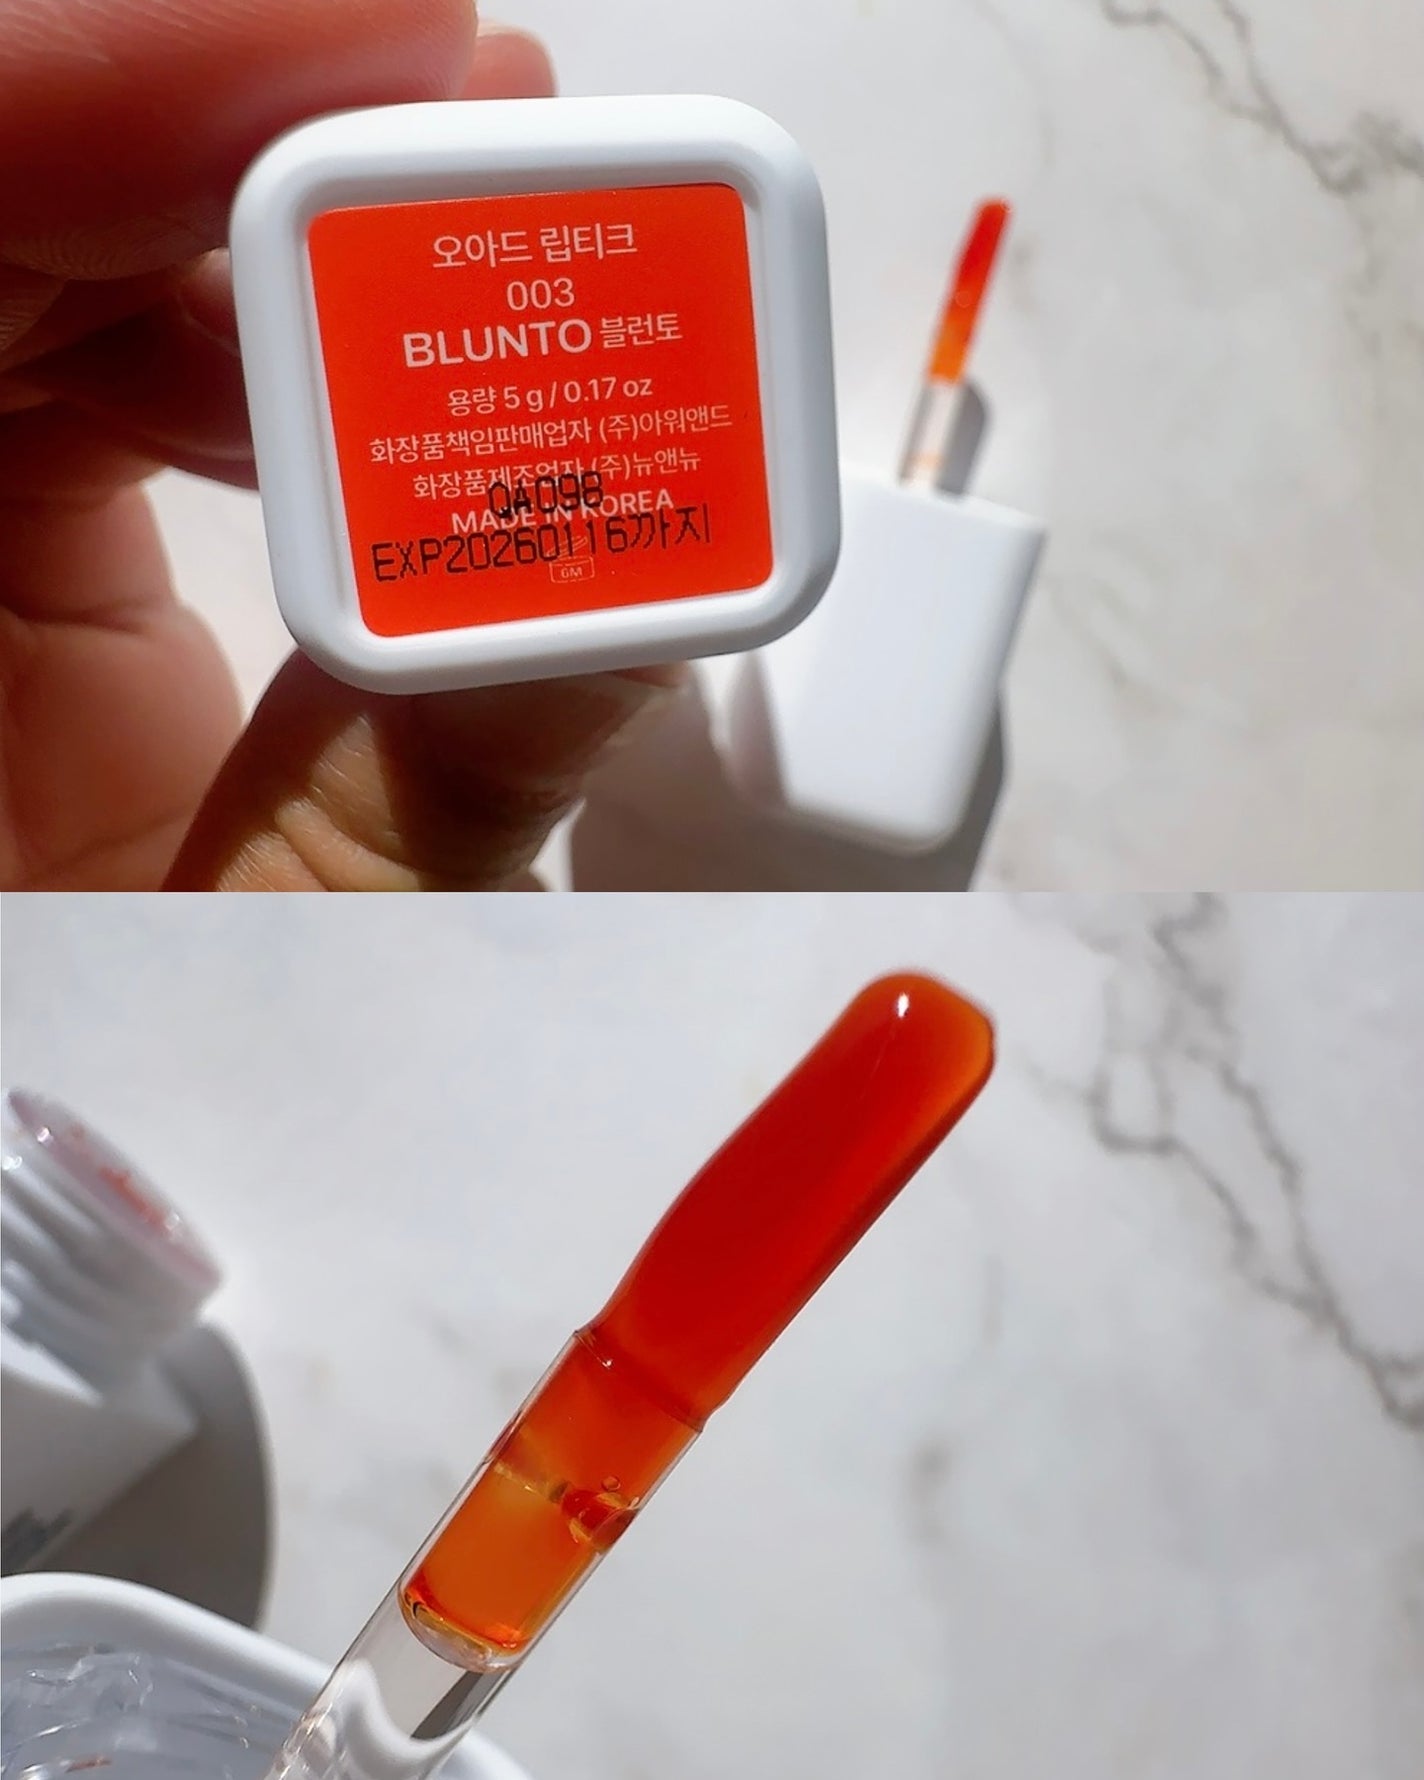 오아드 립티크
003
BLUNTO 블런토
용량 5 g / 0.17 oz
화장품책임판매업자 (주)아워앤드
화장품제조업자 (주)뉴앤뉴
QA098
MADE IN KOREA
EXP20260116까지
6M